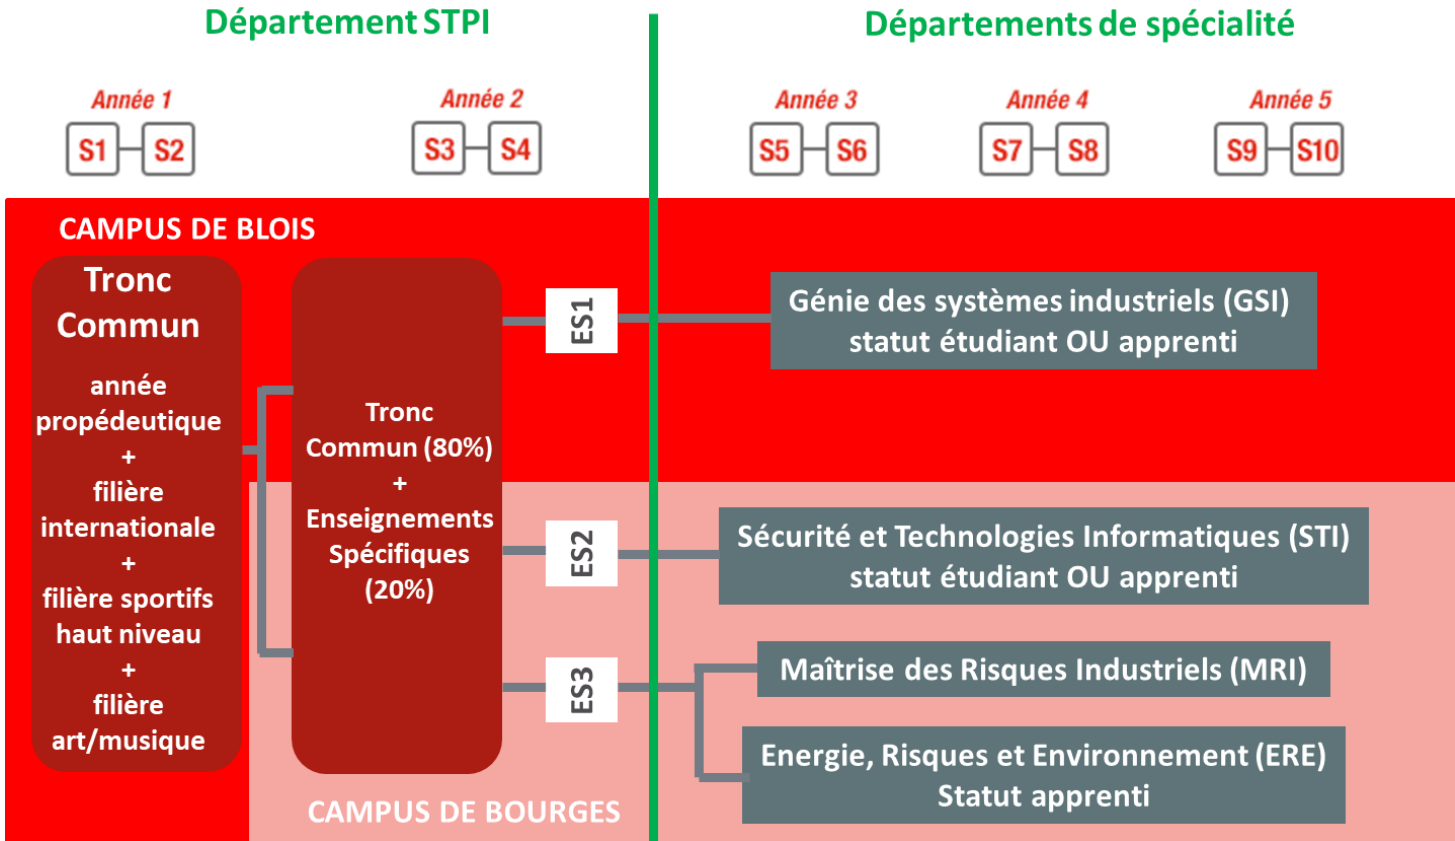 Département STPI
Départements de spécialité
Année 1
Année 2
Année 3
Année 4
Année 5
S1
S2
S3
S4
S5
S6
S7
S8
S9
S10
CAMPUS DE BLOIS
Tronc
Commun
année
propédeutique
+
filière
internationale
+
filière sportifs
haut niveau
+
filière
art/musique
Tronc
Commun (80%)
+
Enseignements
Spécifiques
(20%)
ES1
Génie des systèmes industriels (GSI)
statut étudiant OU apprenti
ES2
Sécurité et Technologies Informatiques (STI)
statut étudiant OU apprenti
ES3
Maîtrise des Risques Industriels (MRI)
Energie, Risques et Environnement (ERE)
Statut apprenti
CAMPUS DE BOURGES